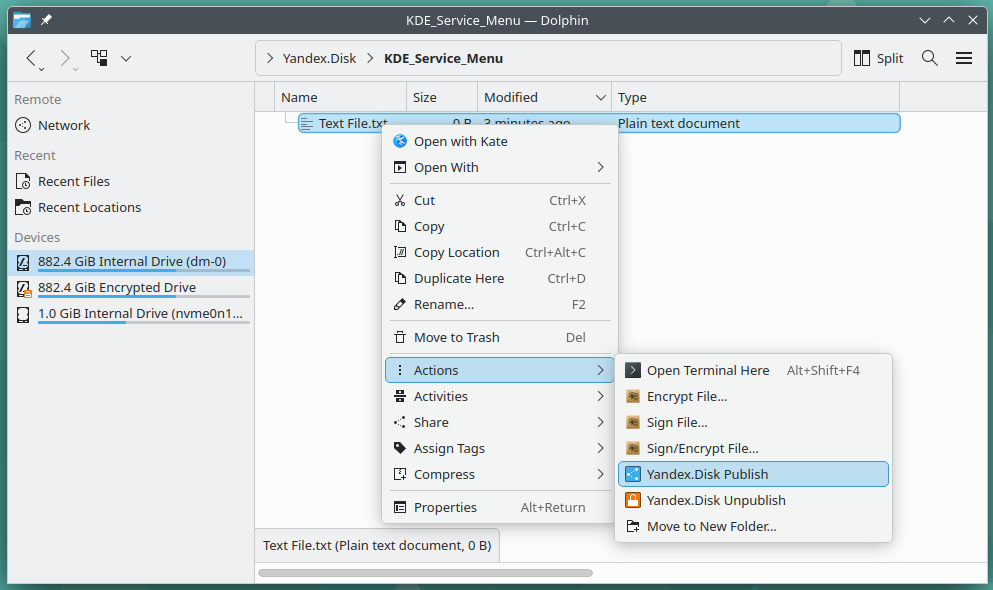 KDE_Service_Menu — Dolphin
Yandex.Disk
KDE_Service_Menu
Split
Remote
Network
Recent
Recent Files
Recent Locations
Devices
882.4 GiB Internal Drive (dm-0)
882.4 GiB Encrypted Drive
1.0 GiB Internal Drive (nvme0n1...
Name Size Modified Type
Text File.txt 0 B 3 minutes ago Plain text document
Open with Kate
Open With
Cut Ctrl+X
Copy Ctrl+C
Copy Location Ctrl+Alt+C
Duplicate Here Ctrl+D
Rename... F2
Move to Trash Del
Actions
Activities
Share
Assign Tags
Compress
Properties Alt+Return
Open Terminal Here Alt+Shift+F4
Encrypt File...
Sign File...
Sign/Encrypt File...
Yandex.Disk Publish
Yandex.Disk Unpublish
Move to New Folder...
Text File.txt (Plain text document, 0 B)